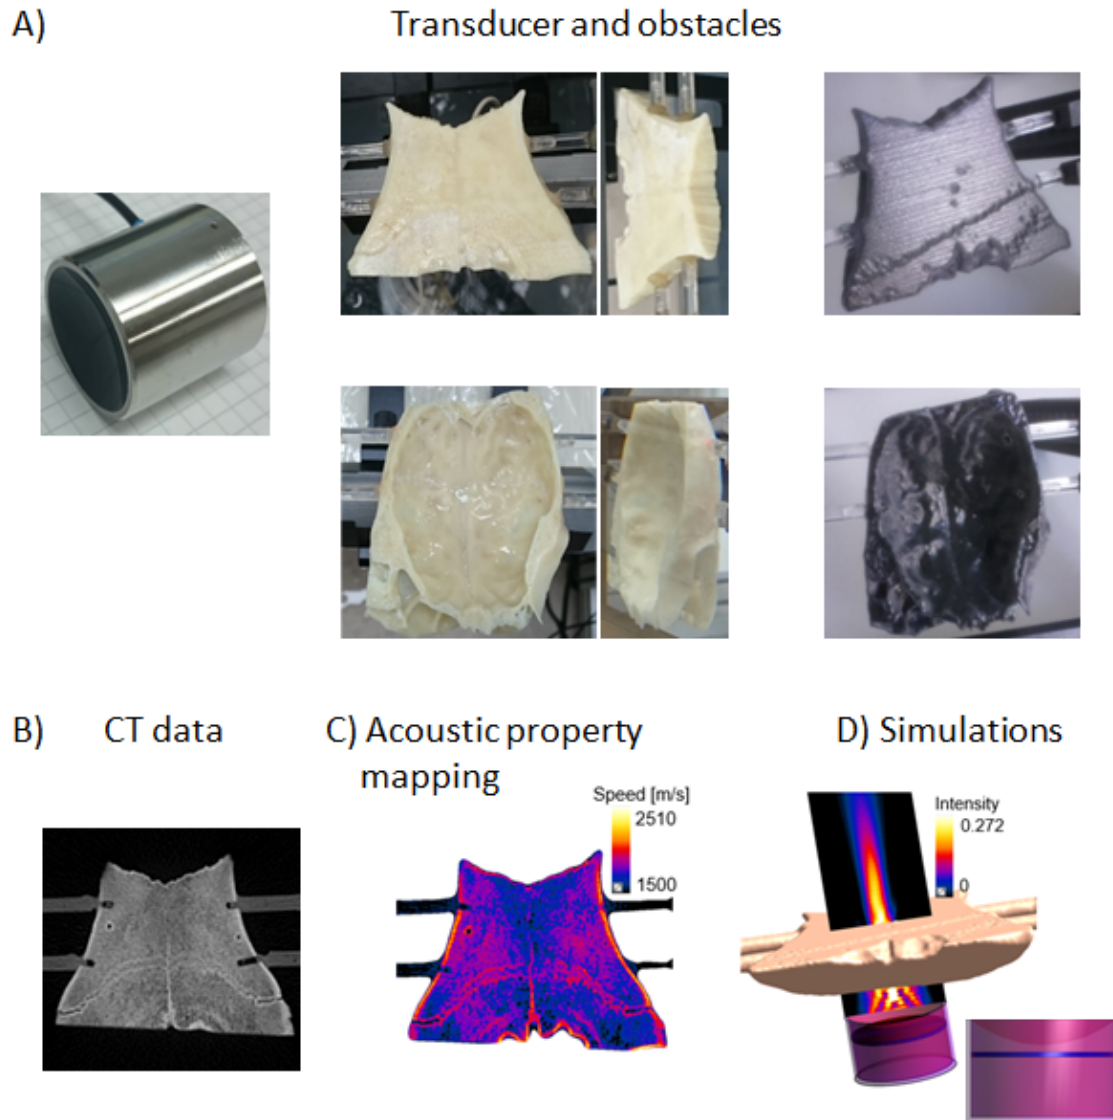 A)
Transducer and obstacles
B)
CT data
C) Acoustic property
mapping
Speed [m/s]
2510
1500
D) Simulations
Intensity
0.272
0